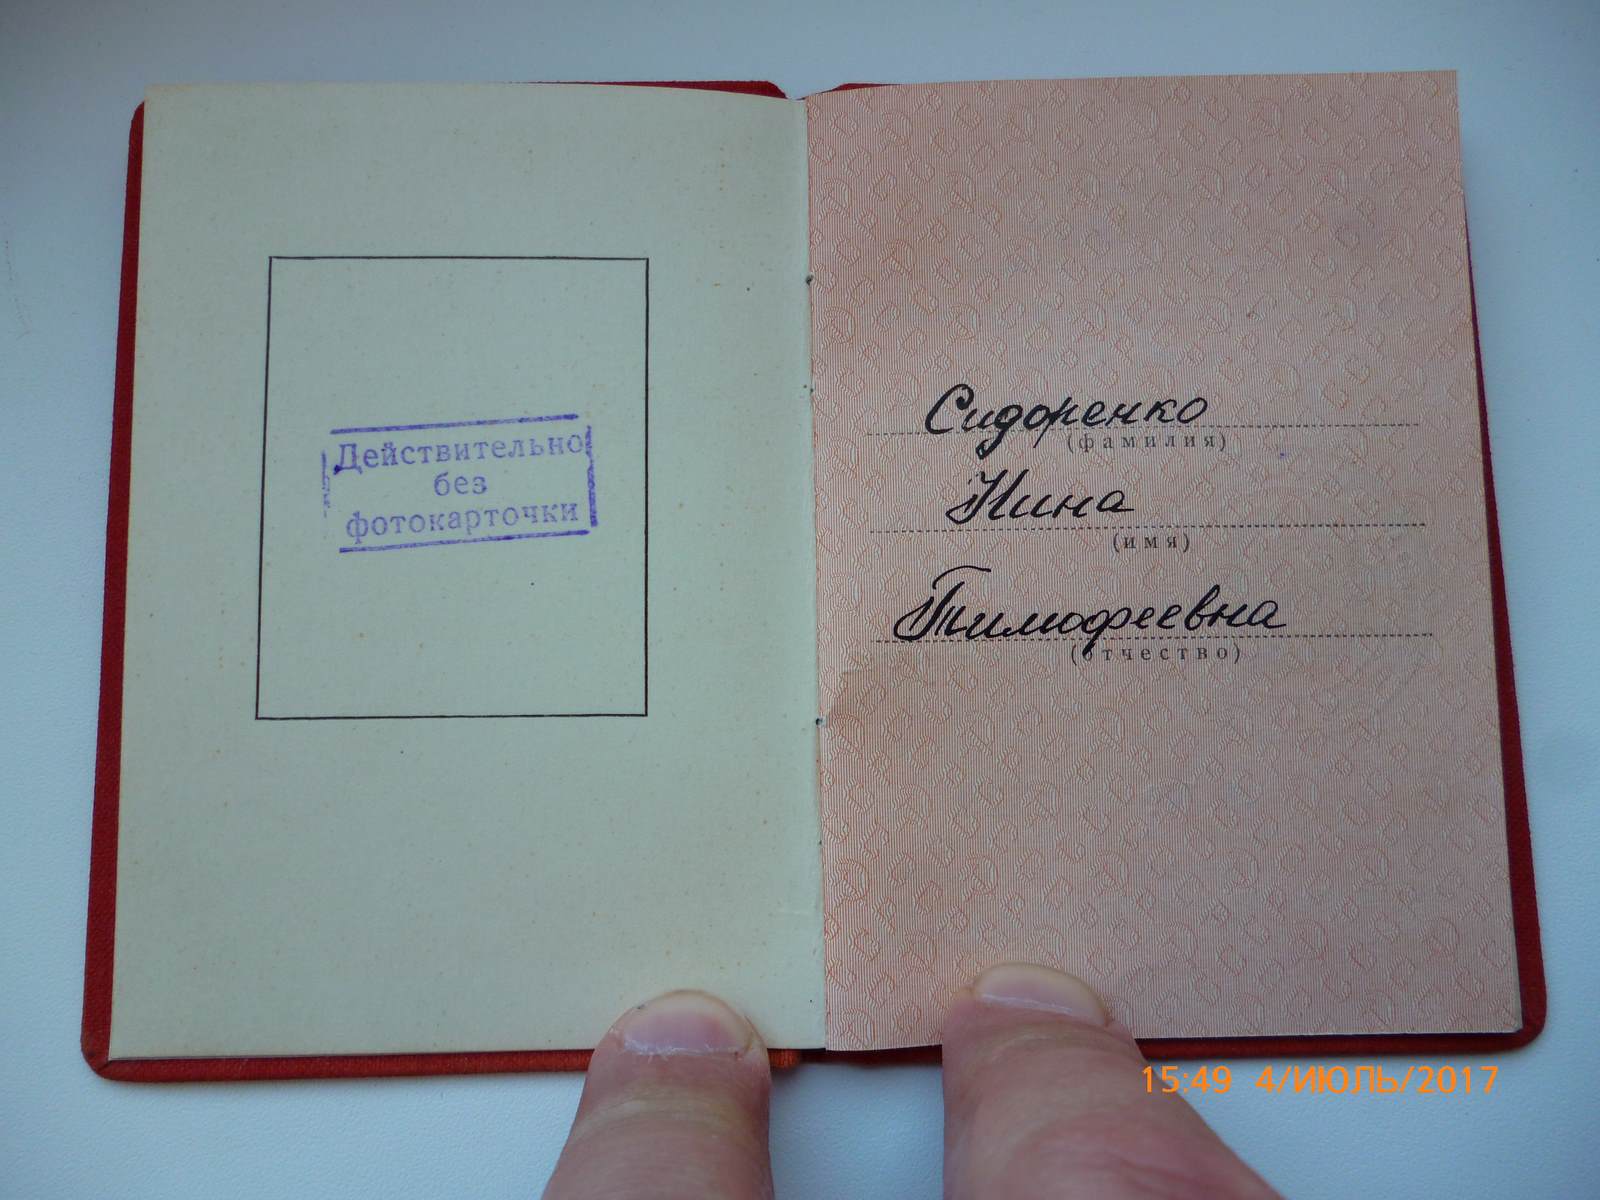 Действительно
без
фотокарточки
Сидоренко
(фамилия)
Нина
(имя)
Тимофеевна
(отчество)
15:49 4/ИЮЛЬ/2017